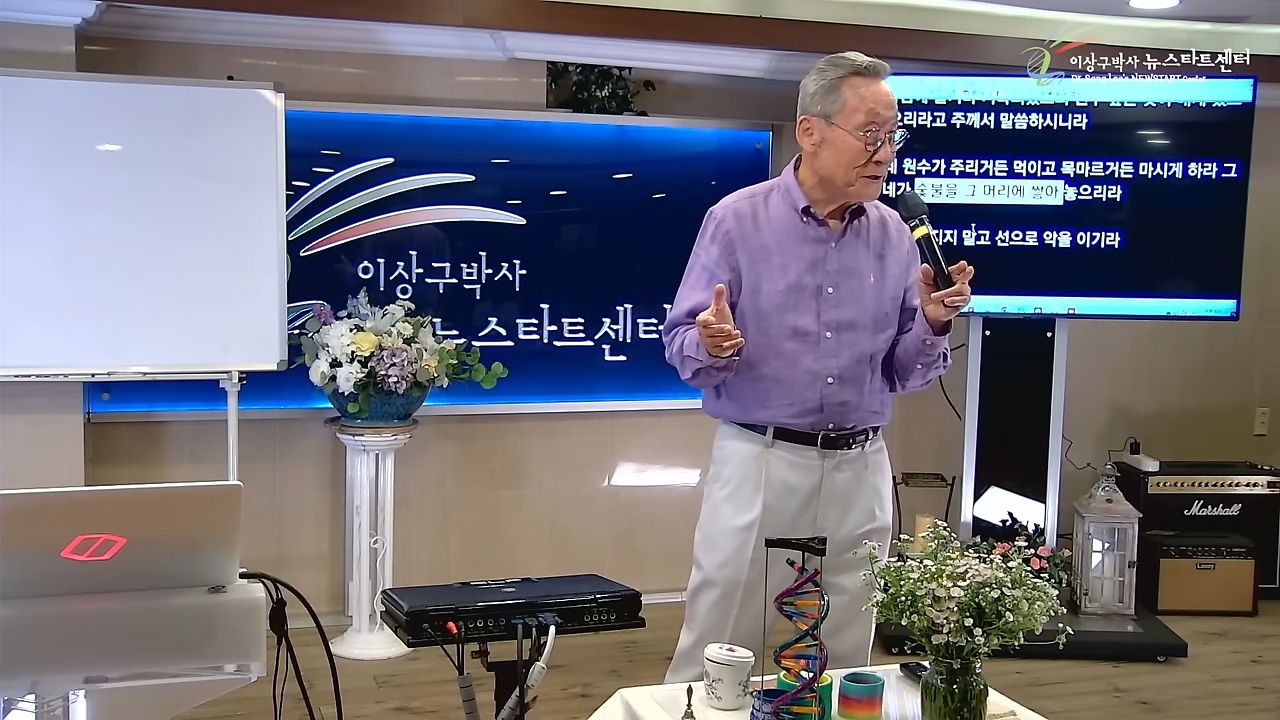 이상구박사 뉴스타트센터
Dr. Sang Lee's NEWSTART Center
이상구박사
뉴스타트센터
오리라고 주께서 말씀하시니라
원수가 주리거든 먹이고 목마르거든 마시게 하라 그
네가 숯불을 그 머리에 쌓아 놓으리라
지지 말고 선으로 악을 이기라
Marshall
Laney